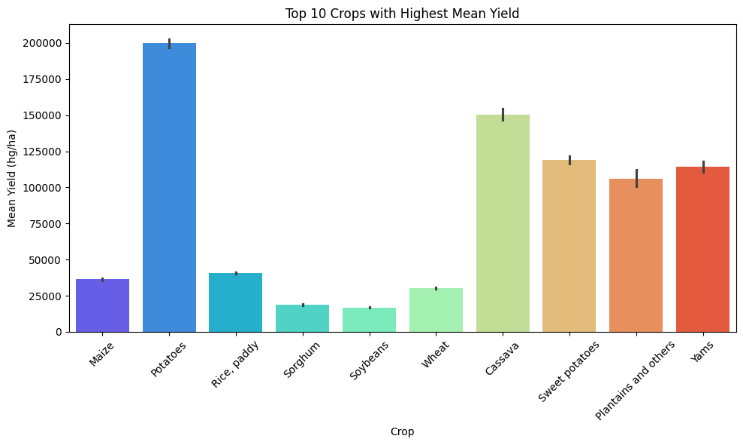 Top 10 Crops with Highest Mean Yield
Mean Yield (hg/ha)
200000
175000
150000
125000
100000
75000
50000
25000
0
Maize
Potatoes
Rice, paddy
Sorghum
Soybeans
Wheat
Cassava
Sweet potatoes
Plantains and others
Yams
Crop